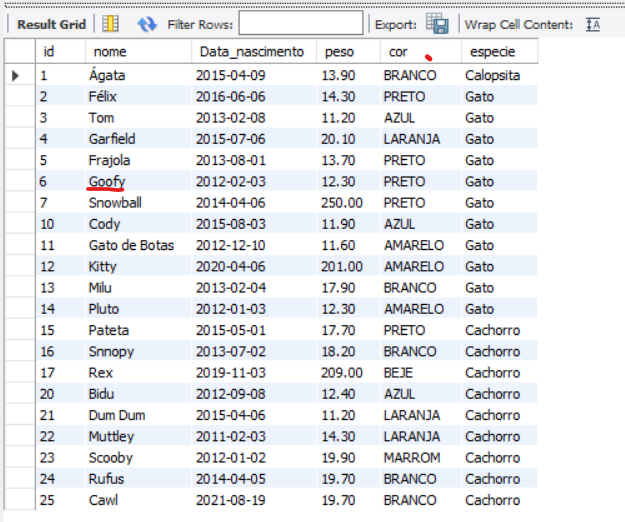 Result Grid Filter Rows: Export: Wrap Cell Content: IA
id nome Data_nascimento peso cor especie
1 Ágata 2015-04-09 13.90 BRANCO Calopsita
2 Félix 2016-06-06 14.30 PRETO Gato
3 Tom 2013-02-08 11.20 AZUL Gato
4 Garfield 2015-07-06 20.10 LARANJA Gato
5 Frajola 2013-08-01 13.70 PRETO Gato
6 Goofy 2012-02-03 12.30 PRETO Gato
7 Snowball 2014-04-06 250.00 PRETO Gato
10 Cody 2015-08-03 11.90 AZUL Gato
11 Gato de Botas 2012-12-10 11.60 AMARELO Gato
12 Kitty 2020-04-06 201.00 AMARELO Gato
13 Milu 2013-02-04 17.90 BRANCO Gato
14 Pluto 2012-01-03 12.30 AMARELO Gato
15 Pateta 2015-05-01 17.70 PRETO Cachorro
16 Snnopy 2013-07-02 18.20 BRANCO Cachorro
17 Rex 2019-11-03 209.00 BEJE Cachorro
20 Bidu 2012-09-08 12.40 AZUL Cachorro
21 Dum Dum 2015-04-06 11.20 LARANJA Cachorro
22 Muttley 2011-02-03 14.30 LARANJA Cachorro
23 Scooby 2012-01-02 19.90 MARROM Cachorro
24 Rufus 2014-04-05 19.70 BRANCO Cachorro
25 Cawl 2021-08-19 19.70 BRANCO Cachorro